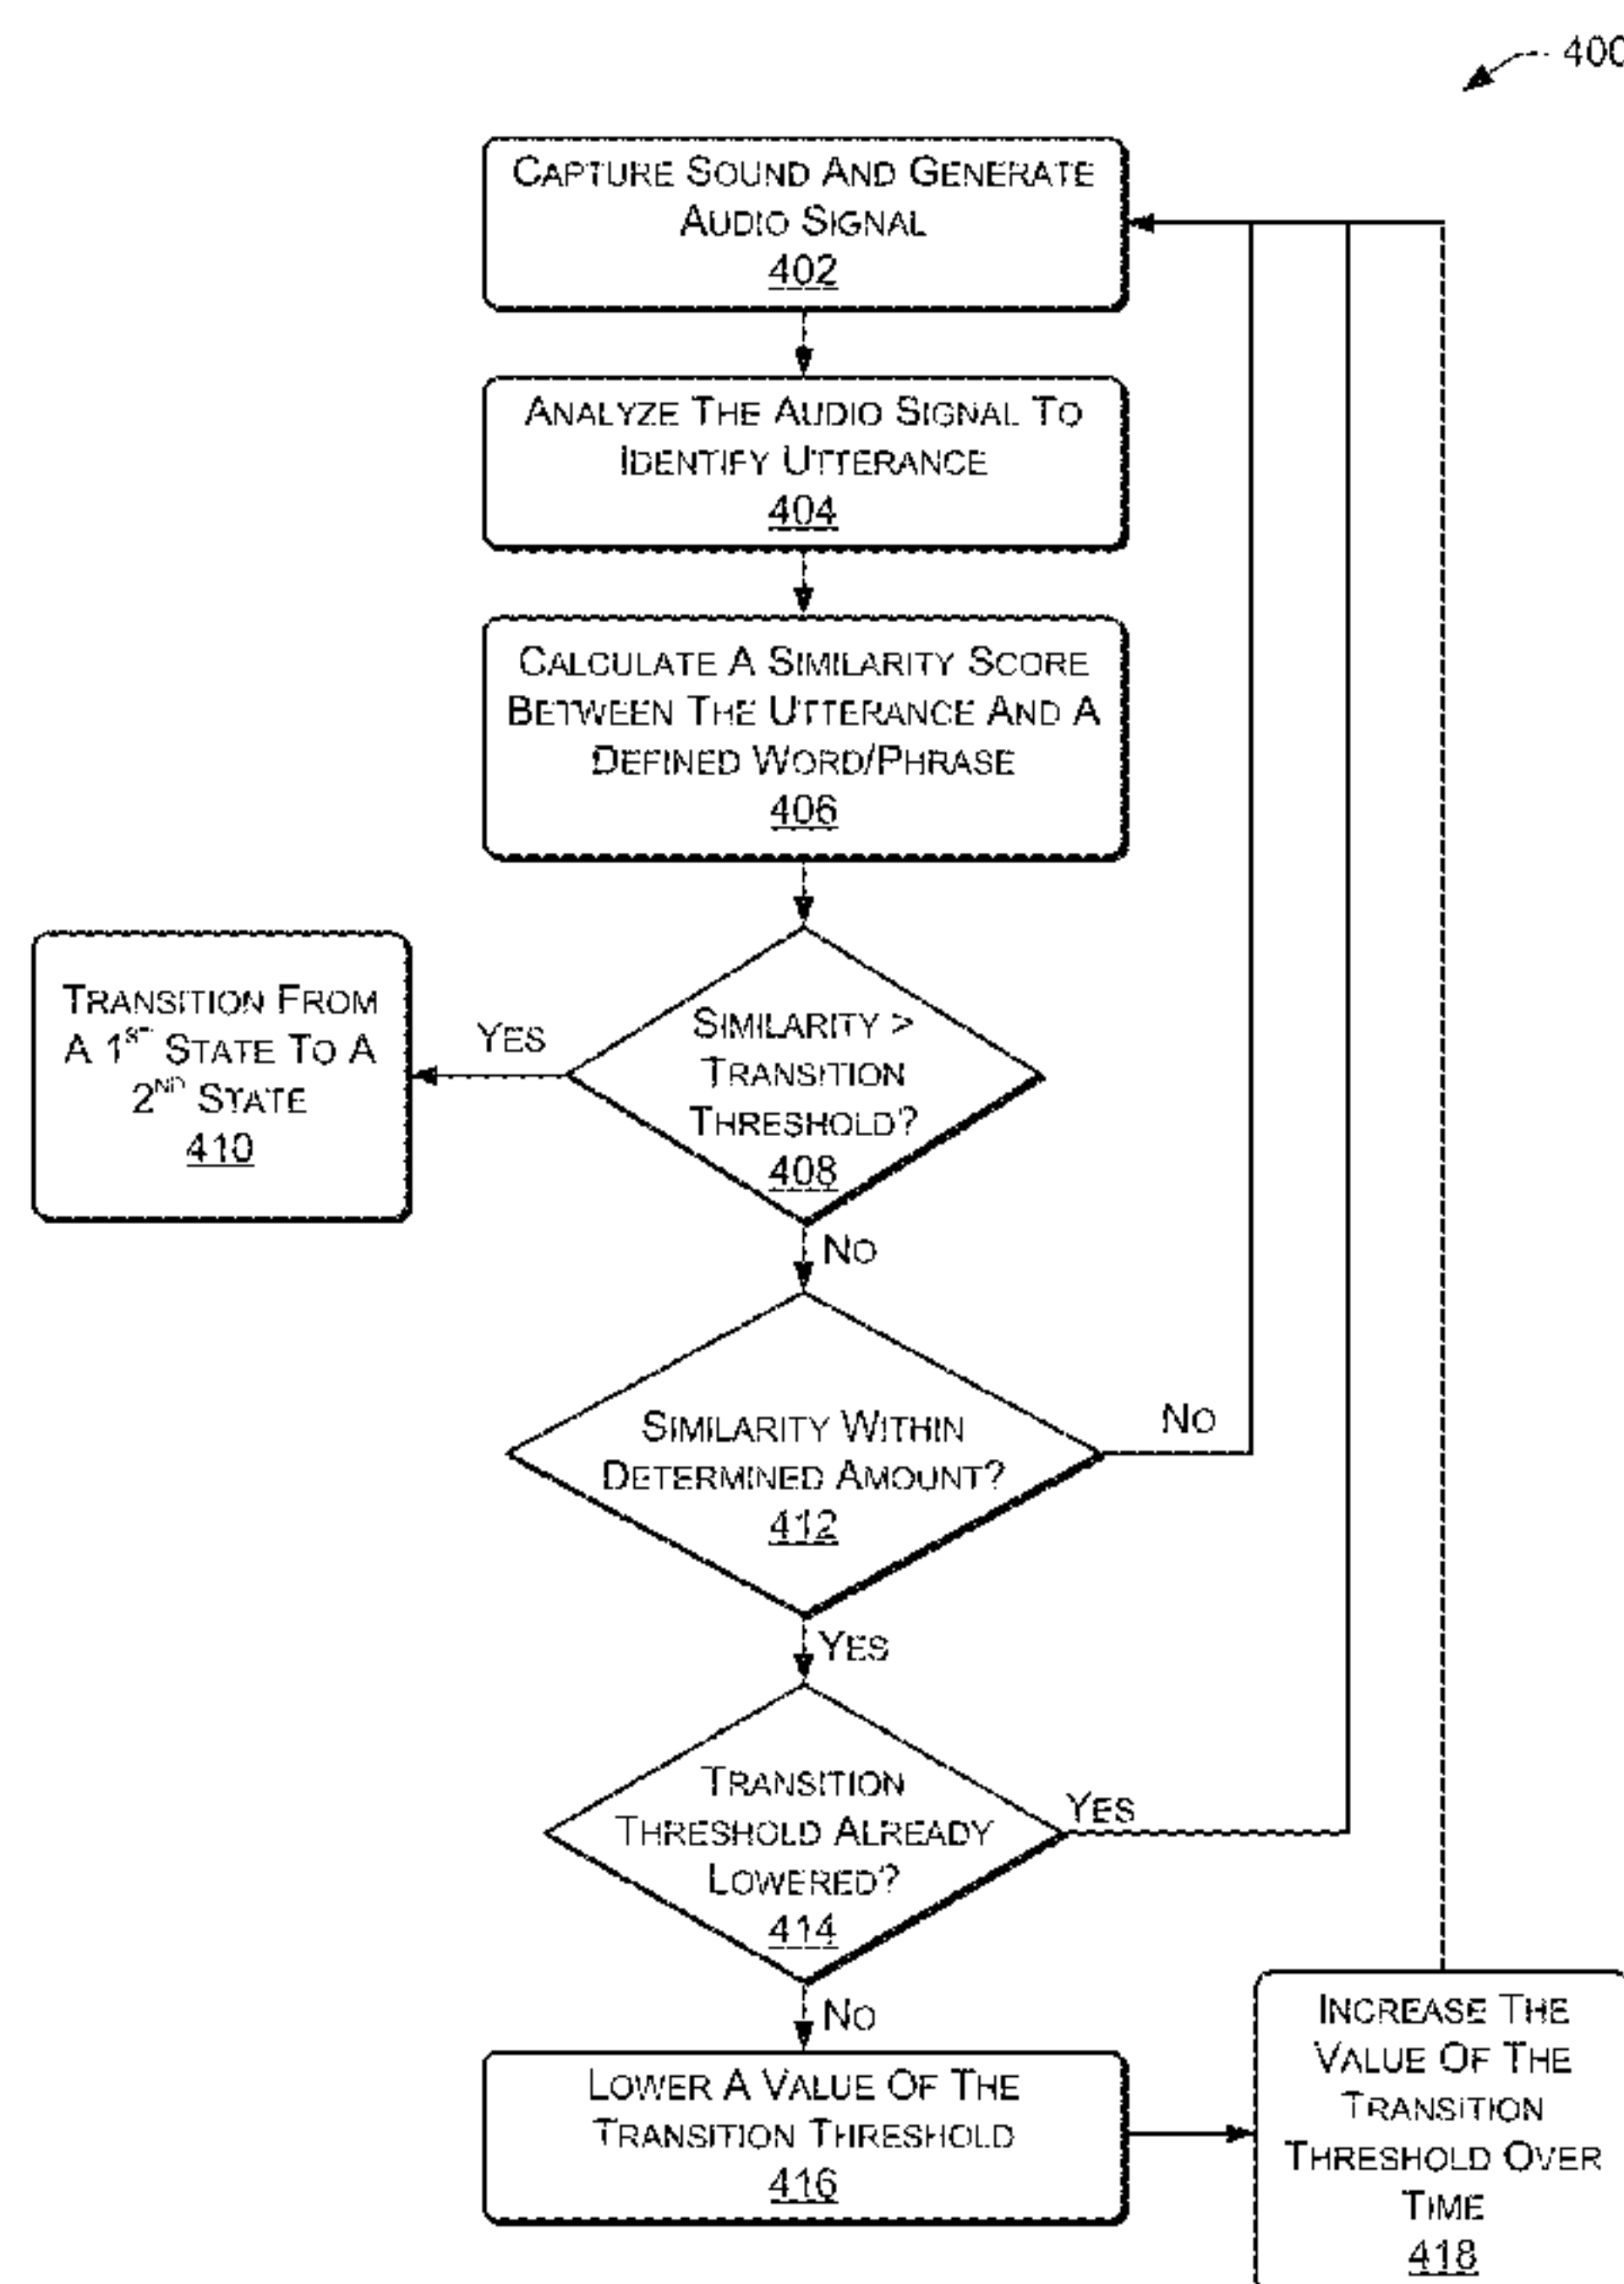 400
CAPTURE SOUND AND GENERATE
AUDIO SIGNAL
402
ANALYZE THE AUDIO SIGNAL TO
IDENTIFY UTTERANCE
404
CALCULATE A SIMILARITY SCORE
BETWEEN THE UTTERANCE AND A
DEFINED WORD/PHRASE
406
SIMILARITY >
TRANSITION
THRESHOLD?
408
YES
TRANSITION FROM
A 1ST STATE TO A
2ND STATE
410
NO
SIMILARITY WITHIN
DETERMINED AMOUNT?
412
NO
YES
TRANSITION
THRESHOLD ALREADY
LOWERED?
414
YES
NO
LOWER A VALUE OF THE
TRANSITION THRESHOLD
416
INCREASE THE
VALUE OF THE
TRANSITION
THRESHOLD OVER
TIME
418